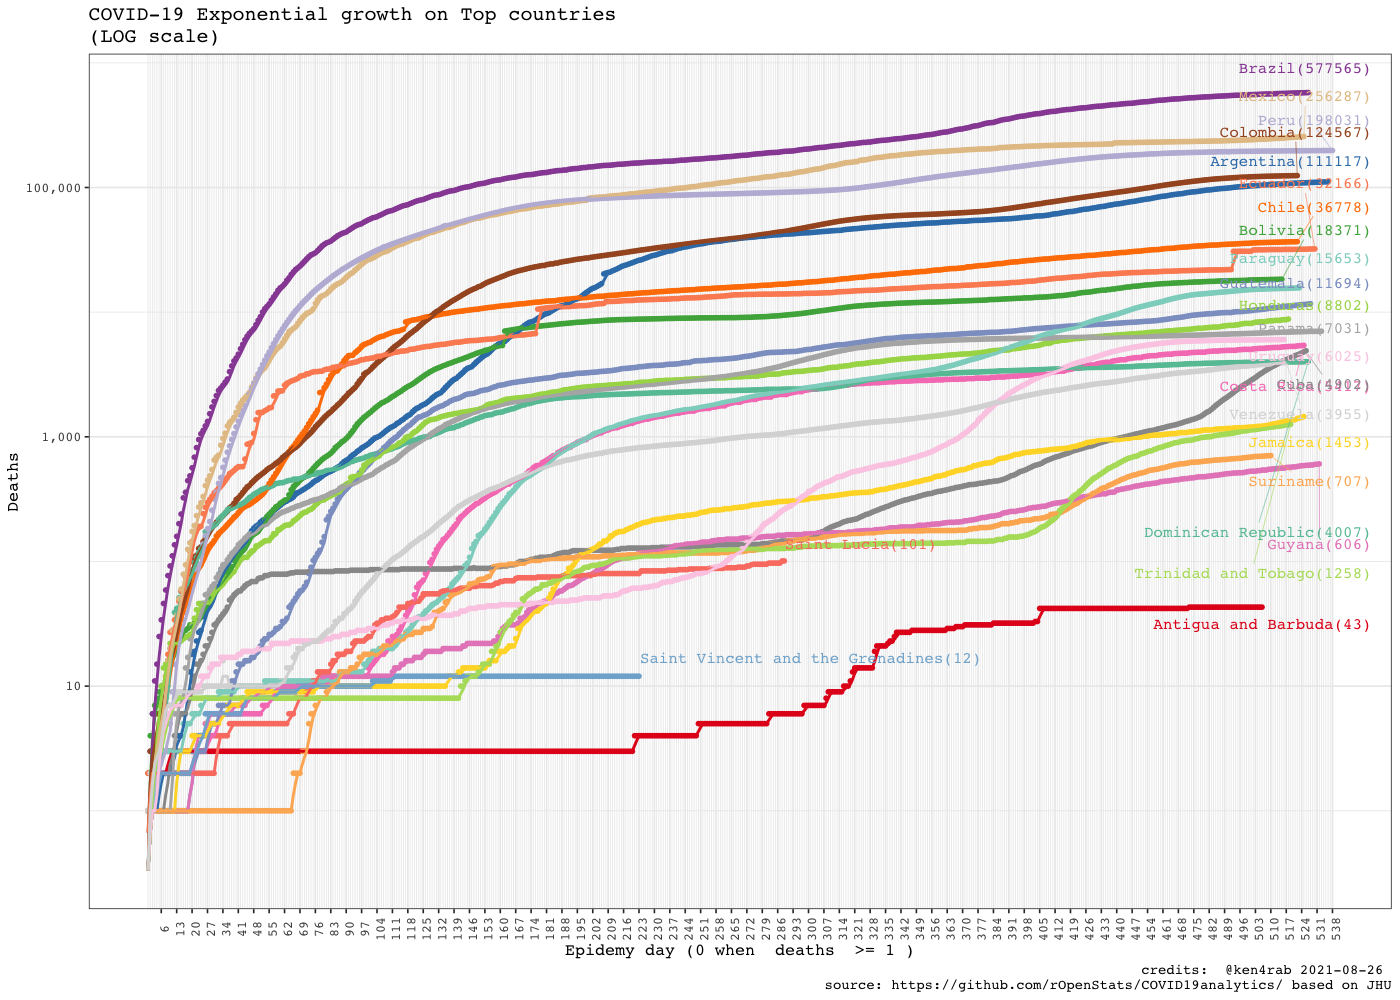 COVID-19 Exponential growth on Top countries
(LOG scale)
Brazil(577565)
Mexico(256287)
Peru(198031)
Colombia(124567)
Argentina(111117)
Ecuador(32166)
Chile(36778)
Bolivia(18371)
Paraguay(15653)
Guatemala(11694)
Honduras(8802)
Panama(7031)
Uruguay(6025)
Cuba(4902)
Costa Rica
Venezuela(3955)
Jamaica(1453)
Suriname(707)
Dominican Republic(4007)
Saint Lucia(101)
Guyana(606)
Trinidad and Tobago(1258)
Antigua and Barbuda(43)
Saint Vincent and the Grenadines(12)
100,000
1,000
10
Deaths
6 13 20 27 34 41 48 55 62 69 76 83 90 97 104 111 118 125 132 139 146 153 160 167 174 181 188 195 202 209 216 223 230 237 244 251 258 265 272 279 286 293 300 307 314 321 328 335 342 349 356 363 370 377 384 391 398 405 412 419 426 433 440 447 454 461 468 475 482 489 496 503 510 517 524 531 538
Epidemy day (0 when  deaths  >= 1 )
credits:  @ken4rab 2021-08-26
source: https://github.com/rOpenStats/COVID19analytics/ based on JHU